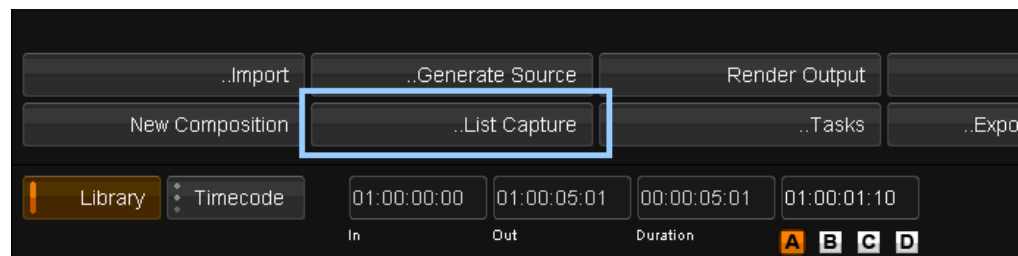 ..Import ..Generate Source Render Output
New Composition ..List Capture ..Tasks ..Expo
Library Timecode 01:00:00:00 01:00:05:01 00:00:05:01 01:00:01:10
In Out Duration A B C D